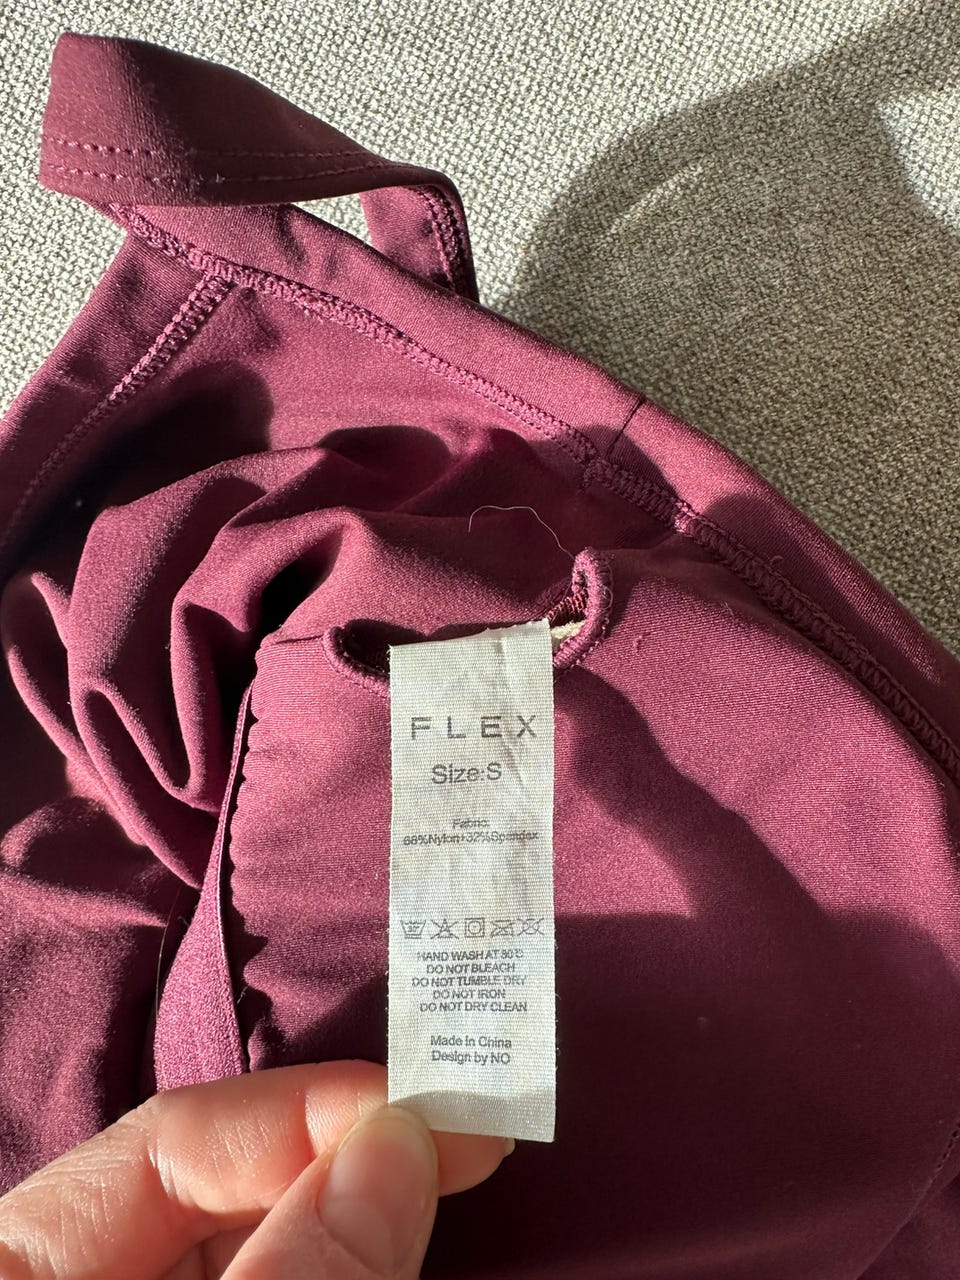 FLEX
Size:S
Fabric:
68%Nylon+32%Spandex
30°
HAND WASH AT 30°C
DO NOT BLEACH
DO NOT TUMBLE DRY
DO NOT IRON
DO NOT DRY CLEAN
Made in China
Design by NO